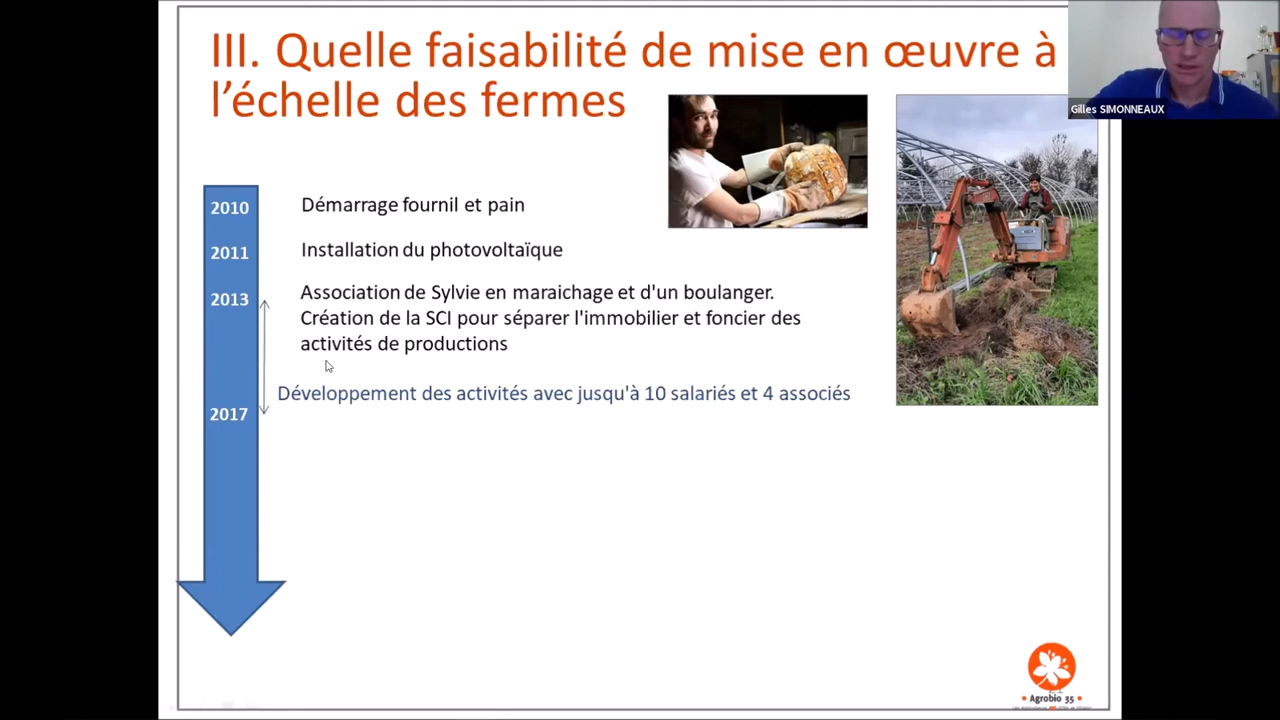 III. Quelle faisabilité de mise en œuvre à
l'échelle des fermes
Gilles SIMONNEAUX
2010
Démarrage fournil et pain
2011
Installation du photovoltaïque
2013
Association de Sylvie en maraichage et d'un boulanger.
Création de la SCI pour séparer l'immobilier et foncier des
activités de productions
Développement des activités avec jusqu'à 10 salariés et 4 associés
2017
Agrobio 35